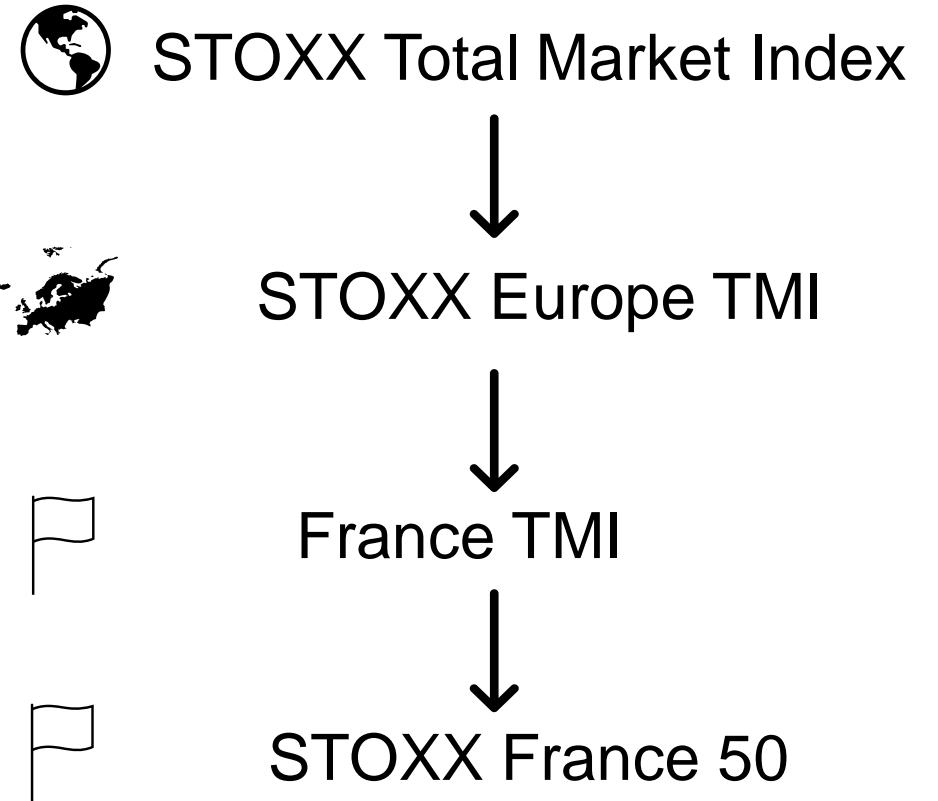 STOXX Total Market Index
STOXX Europe TMI
France TMI
STOXX France 50